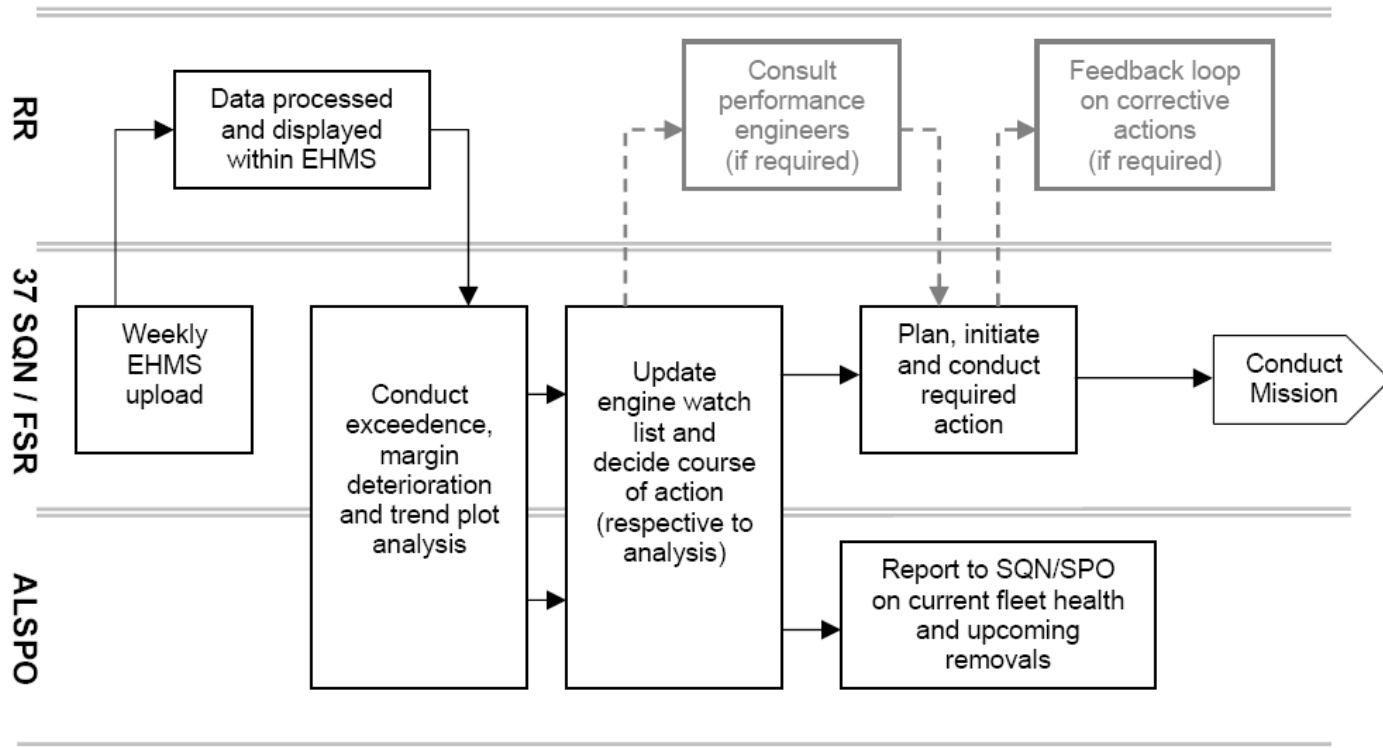 RR
Data processed
and displayed
within EHMS
Consult
performance
engineers
(if required)
Feedback loop
on corrective
actions
(if required)
37 SQN / FSR
Weekly
EHMS
upload
Conduct
exceedence,
margin
deterioration
and trend plot
analysis
Update
engine watch
list and
decide course
of action
(respective to
analysis)
Plan, initiate
and conduct
required
action
Conduct
Mission
ALSPO
Report to SQN/SPO
on current fleet health
and upcoming
removals